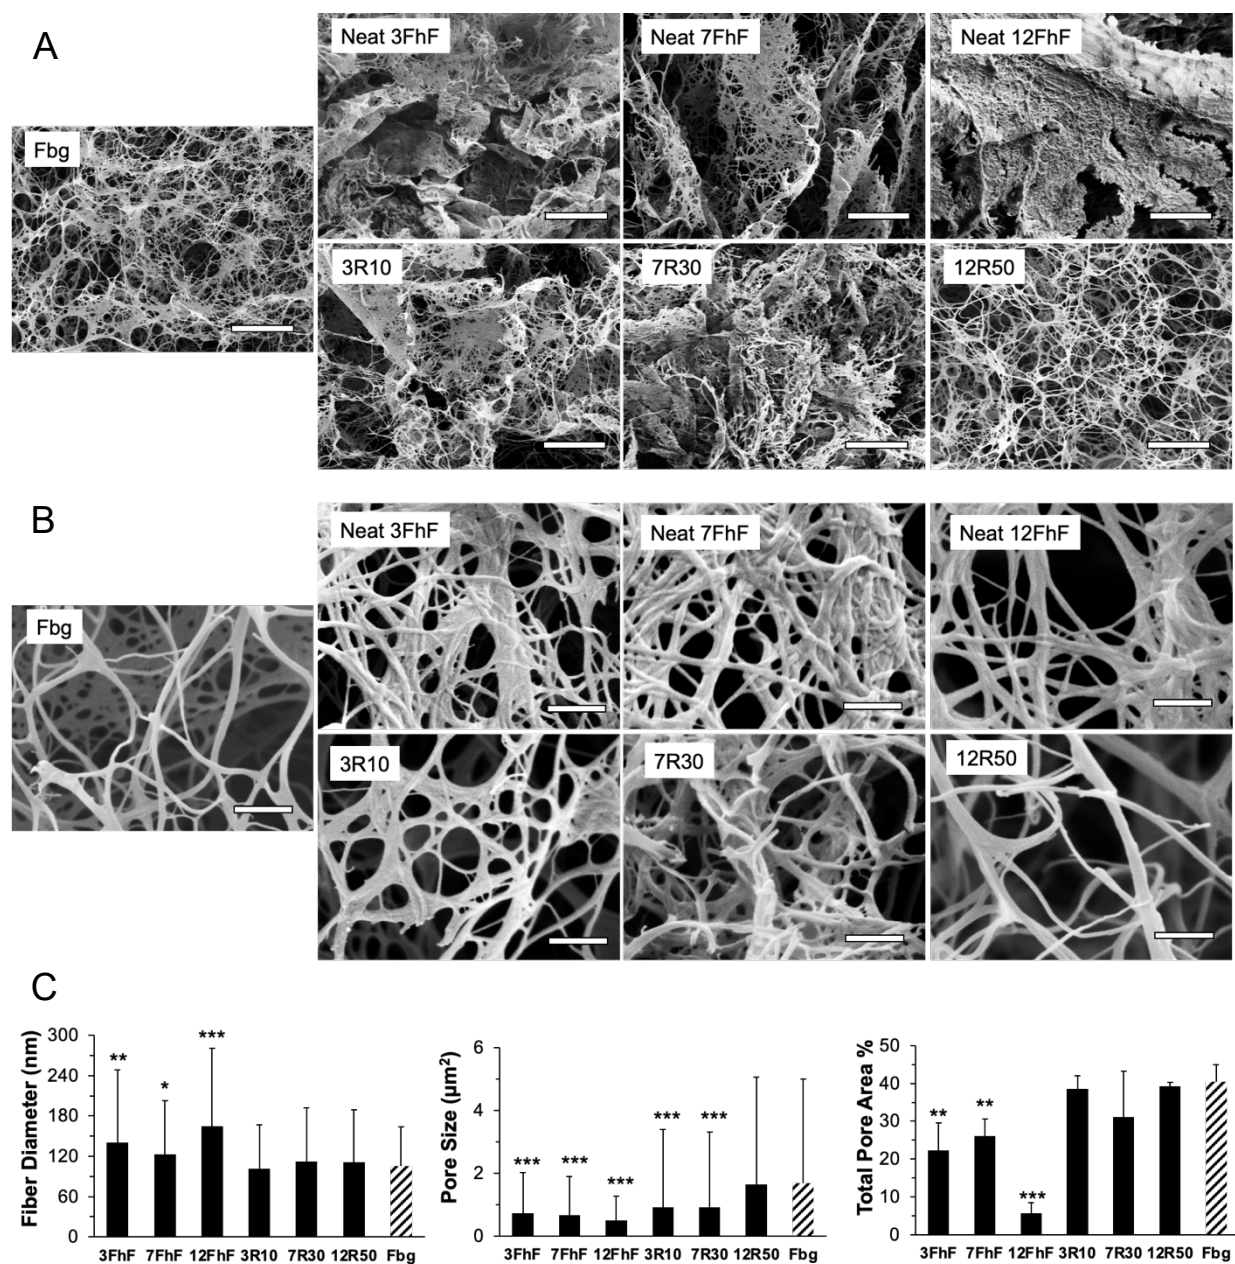 A
Fbg
Neat 3FhF
Neat 7FhF
Neat 12FhF
3R10
7R30
12R50
B
Fbg
Neat 3FhF
Neat 7FhF
Neat 12FhF
3R10
7R30
12R50
C
Fiber Diameter (nm)
300
240
180
120
60
0
**
*
***
3FhF 7FhF 12FhF 3R10 7R30 12R50 Fbg
Pore Size (µm²)
6
4
2
0
***
***
***
***
***
3FhF 7FhF 12FhF 3R10 7R30 12R50 Fbg
Total Pore Area %
50
40
30
20
10
0
**
**
***
3FhF 7FhF 12FhF 3R10 7R30 12R50 Fbg